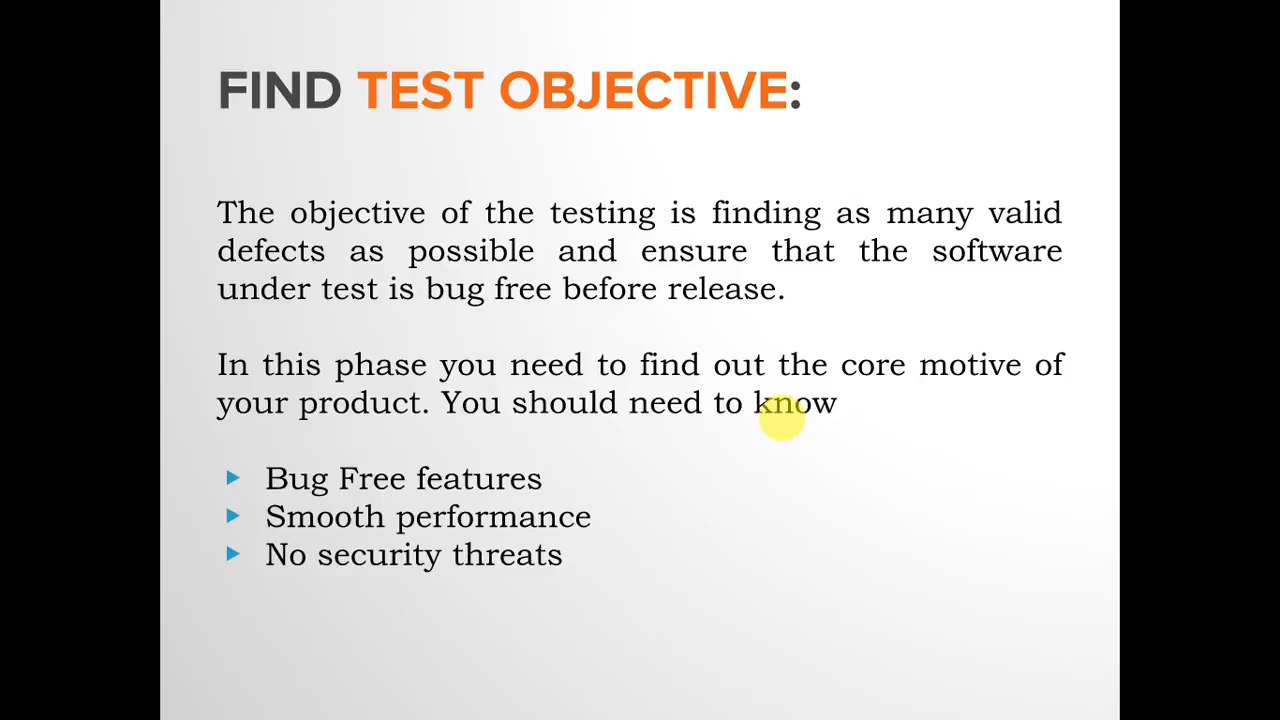 FIND TEST OBJECTIVE:
The objective of the testing is finding as many valid
defects as possible and ensure that the software
under test is bug free before release.
In this phase you need to find out the core motive of
your product. You should need to know
Bug Free features
Smooth performance
No security threats